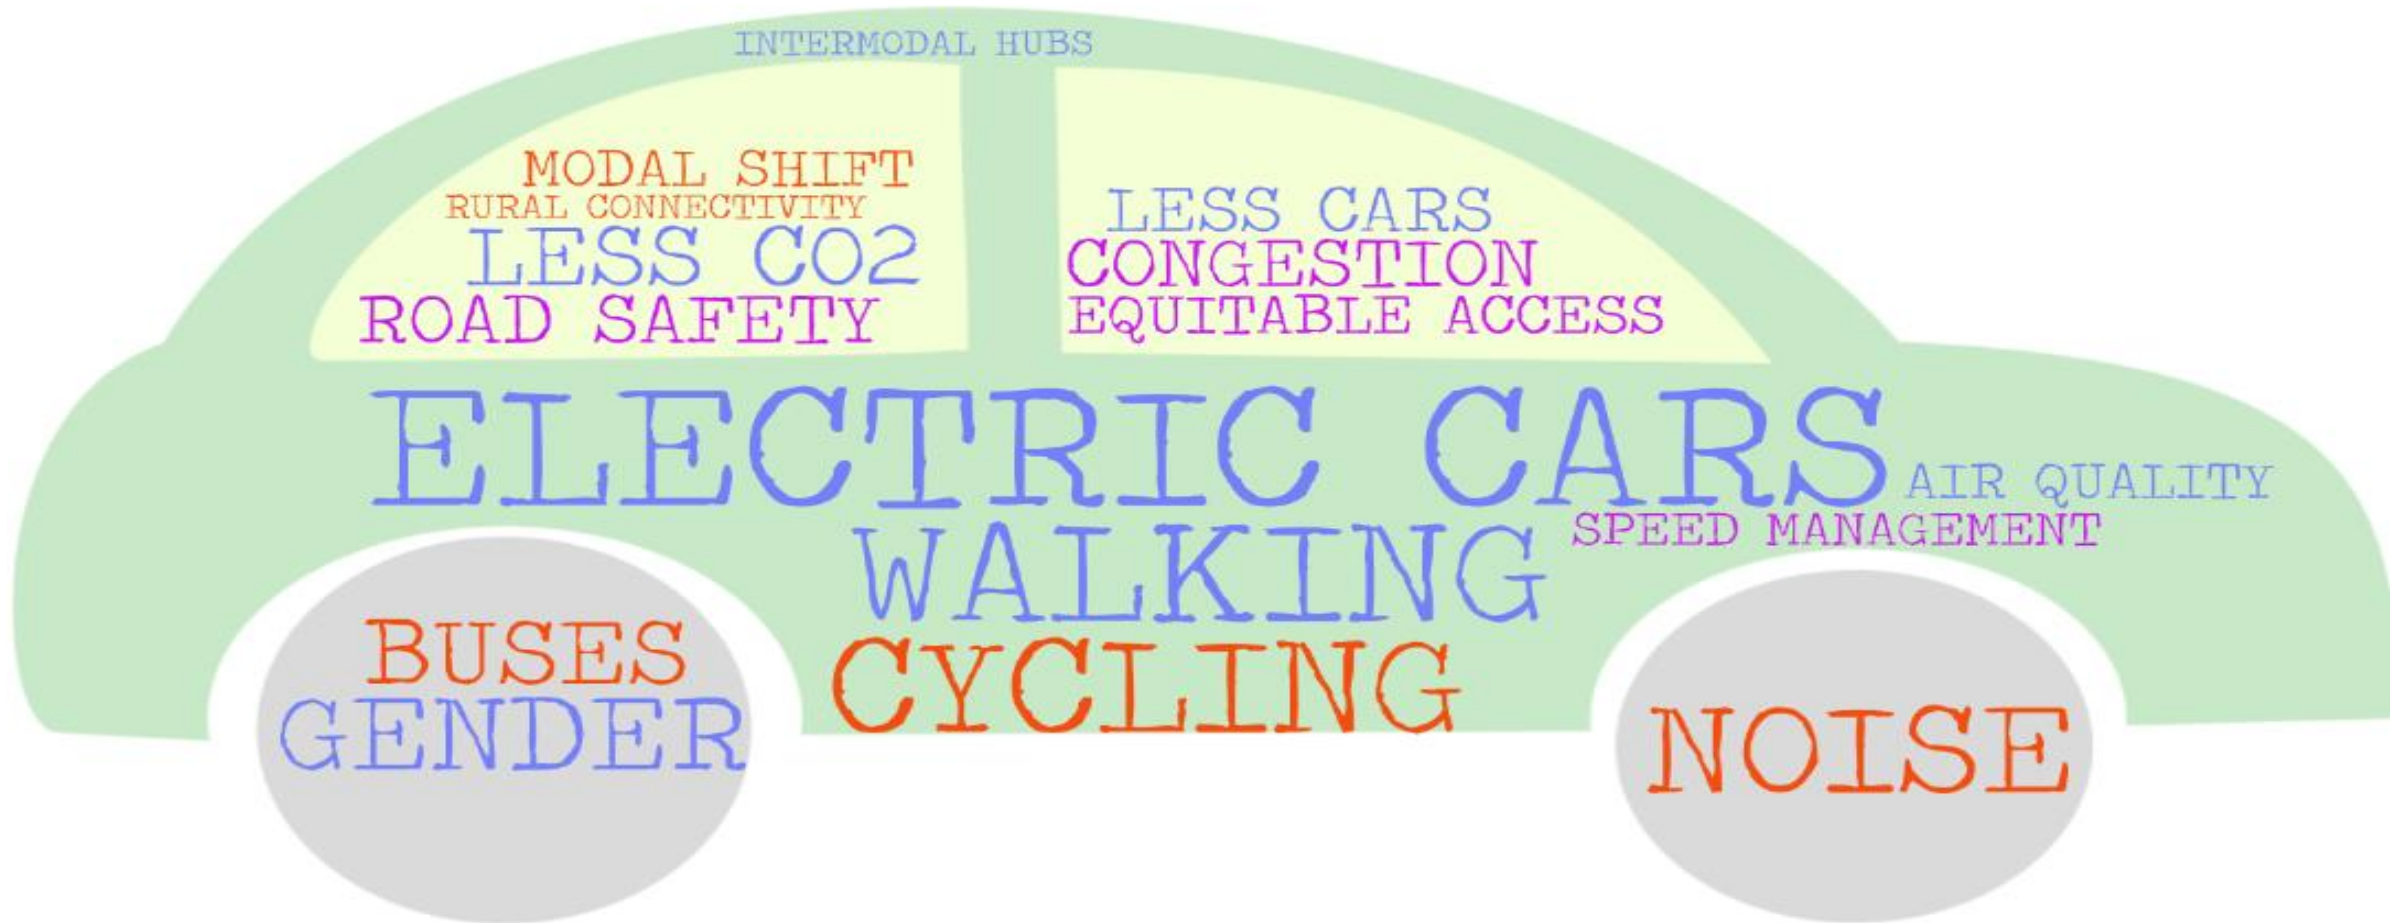 INTERMODAL HUBS
MODAL SHIFT
RURAL CONNECTIVITY
LESS CO2
ROAD SAFETY
LESS CARS
CONGESTION
EQUITABLE ACCESS
ELECTRIC CARS
AIR QUALITY
SPEED MANAGEMENT
WALKING
CYCLING
BUSES
GENDER
NOISE